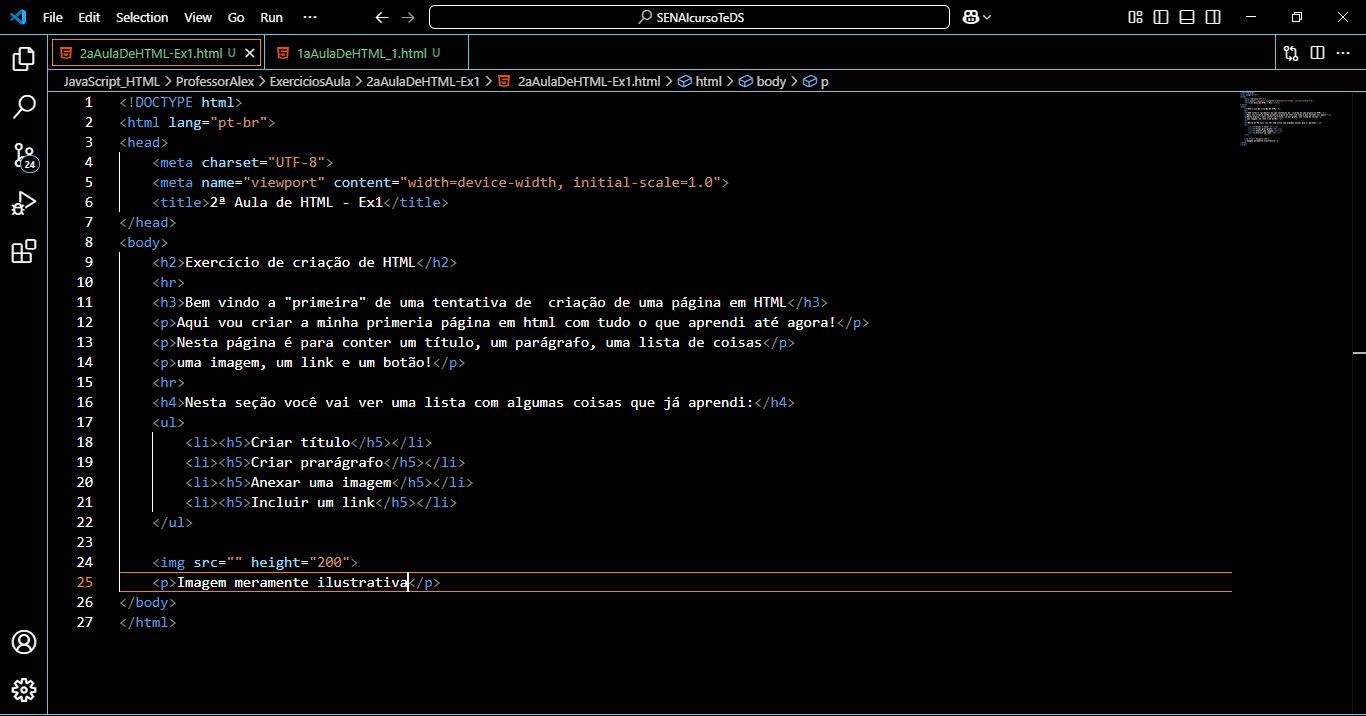 File Edit Selection View Go Run ··· SENAIcursoTeDS
2aAulaDeHTML-Ex1.html U 1aAulaDeHTML_1.html U
JavaScript_HTML > ProfessorAlex > ExerciciosAula > 2aAulaDeHTML-Ex1 > 2aAulaDeHTML-Ex1.html > html > body > p
1 <!DOCTYPE html>
2 <html lang="pt-br">
3 <head>
4 <meta charset="UTF-8">
5 <meta name="viewport" content="width=device-width, initial-scale=1.0">
6 <title>2ª Aula de HTML - Ex1</title>
7 </head>
8 <body>
9 <h2>Exercício de criação de HTML</h2>
10 <hr>
11 <h3>Bem vindo a "primeira" de uma tentativa de  criação de uma página em HTML</h3>
12 <p>Aqui vou criar a minha primeria página em html com tudo o que aprendi até agora!</p>
13 <p>Nesta página é para conter um título, um parágrafo, uma lista de coisas</p>
14 <p>uma imagem, um link e um botão!</p>
15 <hr>
16 <h4>Nesta seção você vai ver uma lista com algumas coisas que já aprendi:</h4>
17 <ul>
18 <li><h5>Criar título</h5></li>
19 <li><h5>Criar prarágrafo</h5></li>
20 <li><h5>Anexar uma imagem</h5></li>
21 <li><h5>Incluir um link</h5></li>
22 </ul>
23
24 <img src="" height="200">
25 <p>Imagem meramente ilustrativa</p>
26 </body>
27 </html>
24